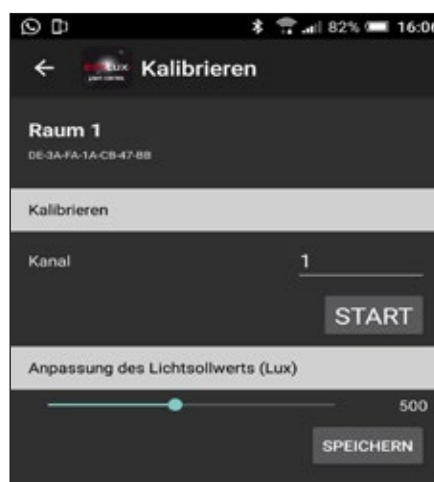 82% 16:06
Kalibrieren
Raum 1
DE-3A-FA-1A-CB-47-BB
Kalibrieren
Kanal 1
START
Anpassung des Lichtsollwerts (Lux)
500
SPEICHERN